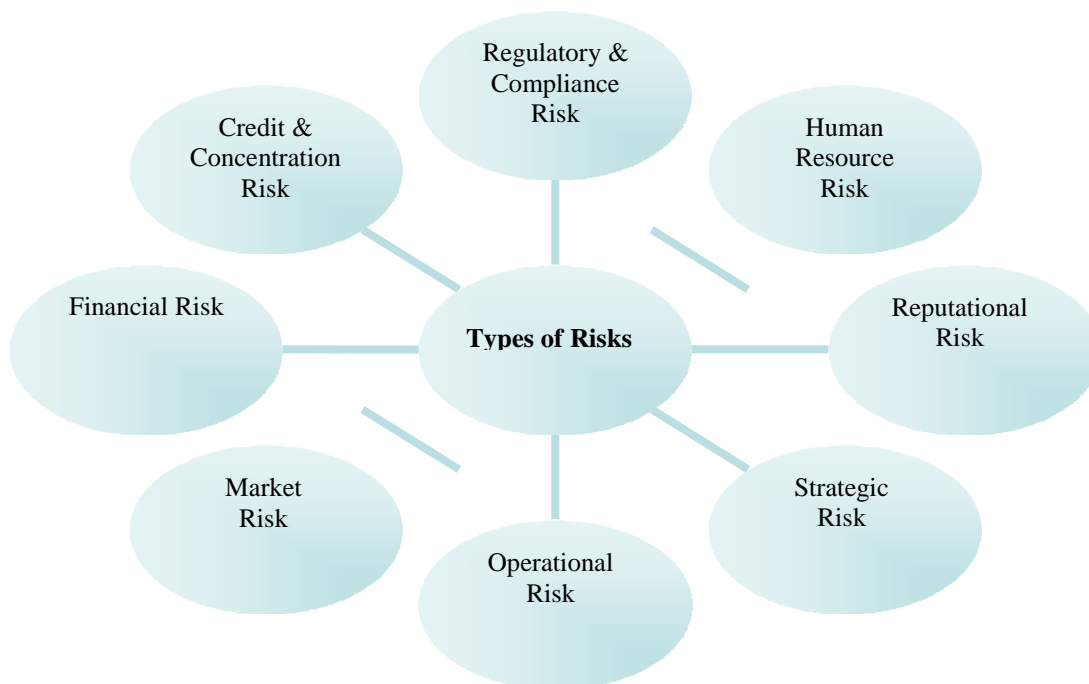 Regulatory &
Compliance
Risk
Credit &
Concentration
Risk
Human
Resource
Risk
Financial Risk
Types of Risks
Reputational
Risk
Market
Risk
Strategic
Risk
Operational
Risk